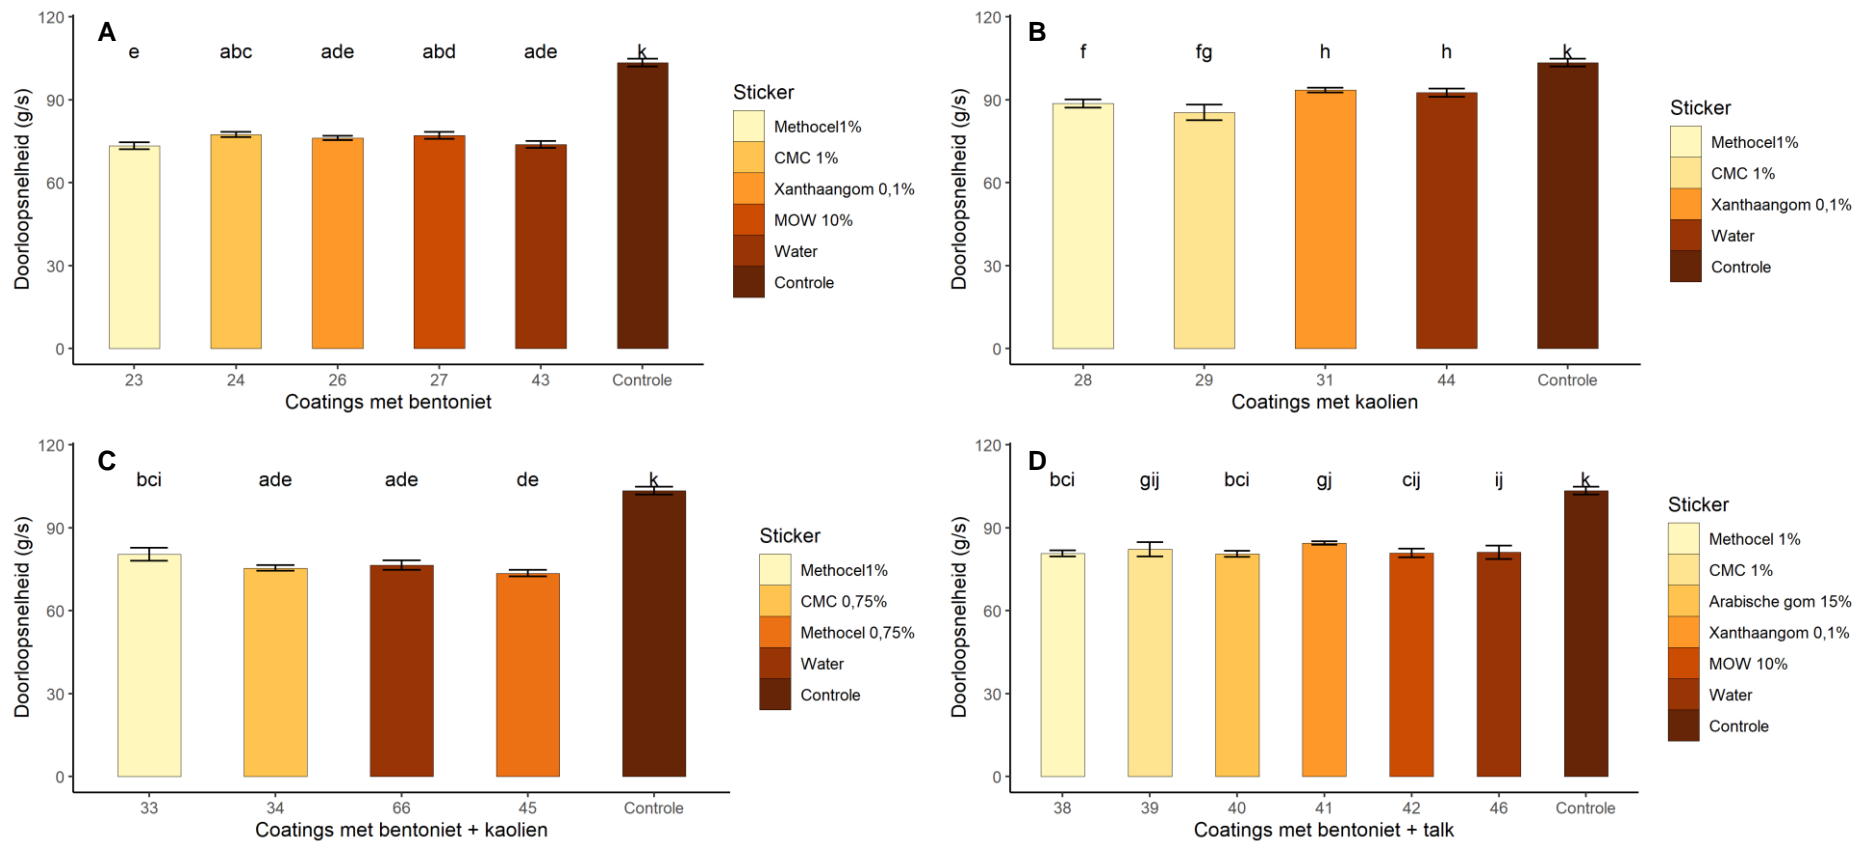 A
Doorloopsnelheid (g/s)
120
90
60
30
0
e abc ade abd ade k
23 24 26 27 43 Controle
Coatings met bentoniet
Sticker
Methocel1%
CMC 1%
Xanthaangom 0,1%
MOW 10%
Water
Controle
B
Doorloopsnelheid (g/s)
120
90
60
30
0
f fg h h k
28 29 31 44 Controle
Coatings met kaolien
Sticker
Methocel1%
CMC 1%
Xanthaangom 0,1%
Water
Controle
C
Doorloopsnelheid (g/s)
120
90
60
30
0
bci ade ade de k
33 34 66 45 Controle
Coatings met bentoniet + kaolien
Sticker
Methocel1%
CMC 0,75%
Methocel 0,75%
Water
Controle
D
Doorloopsnelheid (g/s)
120
90
60
30
0
bci gij bci gj cij ij k
38 39 40 41 42 46 Controle
Coatings met bentoniet + talk
Sticker
Methocel 1%
CMC 1%
Arabische gom 15%
Xanthaangom 0,1%
MOW 10%
Water
Controle